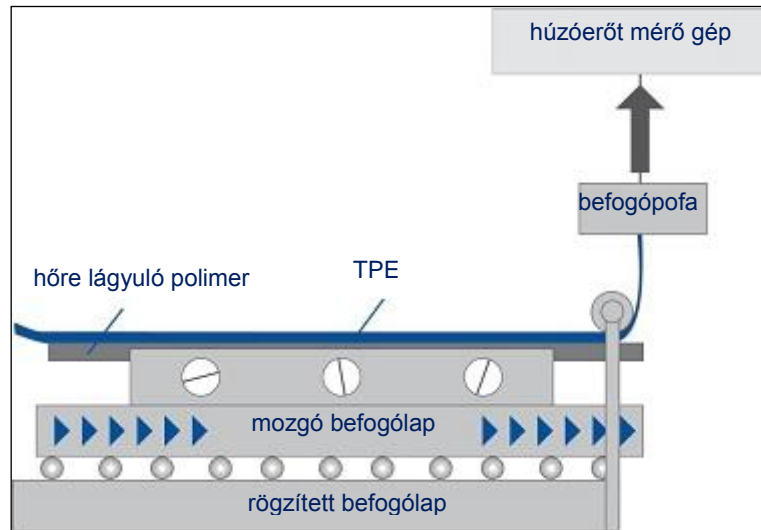 húzóerőt mérő gép
befogópofa
hőre lágyuló polimer
TPE
mozgó befogólap
rögzített befogólap